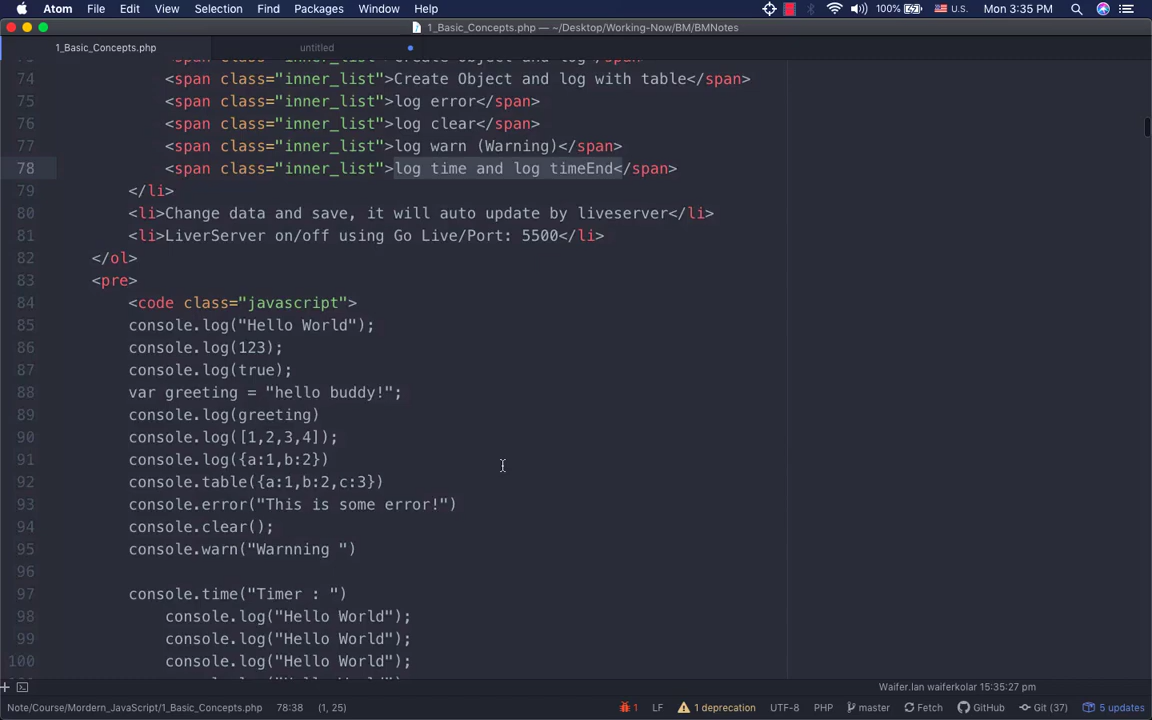 Atom File Edit View Selection Find Packages Window Help 100% U.S. Mon 3:35 PM
1_Basic_Concepts.php — ~/Desktop/Working-Now/BM/BMNotes
1_Basic_Concepts.php untitled
74 <span class="inner_list">Create Object and log with table</span>
75 <span class="inner_list">log error</span>
76 <span class="inner_list">log clear</span>
77 <span class="inner_list">log warn (Warning)</span>
78 <span class="inner_list">log time and log timeEnd</span>
79 </li>
80 <li>Change data and save, it will auto update by liveserver</li>
81 <li>LiverServer on/off using Go Live/Port: 5500</li>
82 </ol>
83 <pre>
84 <code class="javascript">
85 console.log("Hello World");
86 console.log(123);
87 console.log(true);
88 var greeting = "hello buddy!";
89 console.log(greeting)
90 console.log([1,2,3,4]);
91 console.log({a:1,b:2})
92 console.table({a:1,b:2,c:3})
93 console.error("This is some error!")
94 console.clear();
95 console.warn("Warnning ")
96
97 console.time("Timer : ")
98 console.log("Hello World");
99 console.log("Hello World");
100 console.log("Hello World");
Waifer.lan waiferkolar 15:35:27 pm
Note/Course/Mordern_JavaScript/1_Basic_Concepts.php 78:38 (1, 25) 1 LF 1 deprecation UTF-8 PHP master Fetch GitHub Git (37) 5 updates